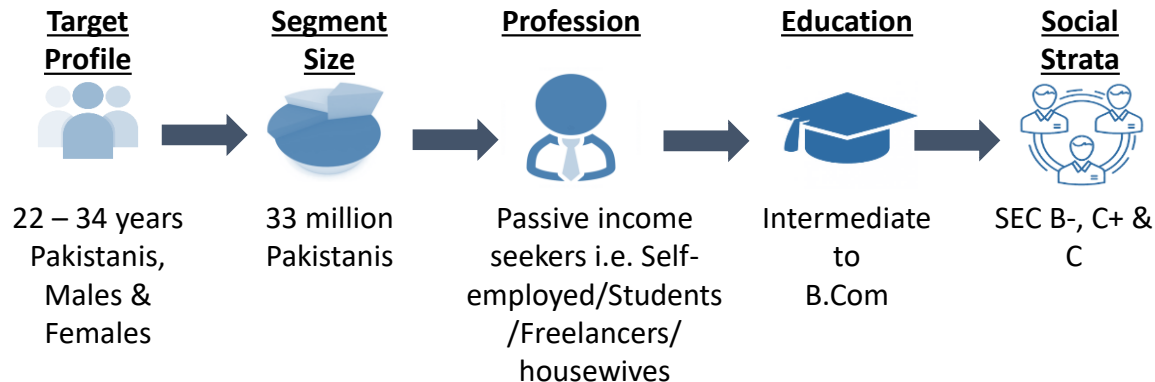 Target
Profile
22 – 34 years
Pakistanis,
Males &
Females
Segment
Size
33 million
Pakistanis
Profession
Passive income
seekers i.e. Self-
employed/Students
/Freelancers/
housewives
Education
Intermediate
to
B.Com
Social
Strata
SEC B-, C+ &
C